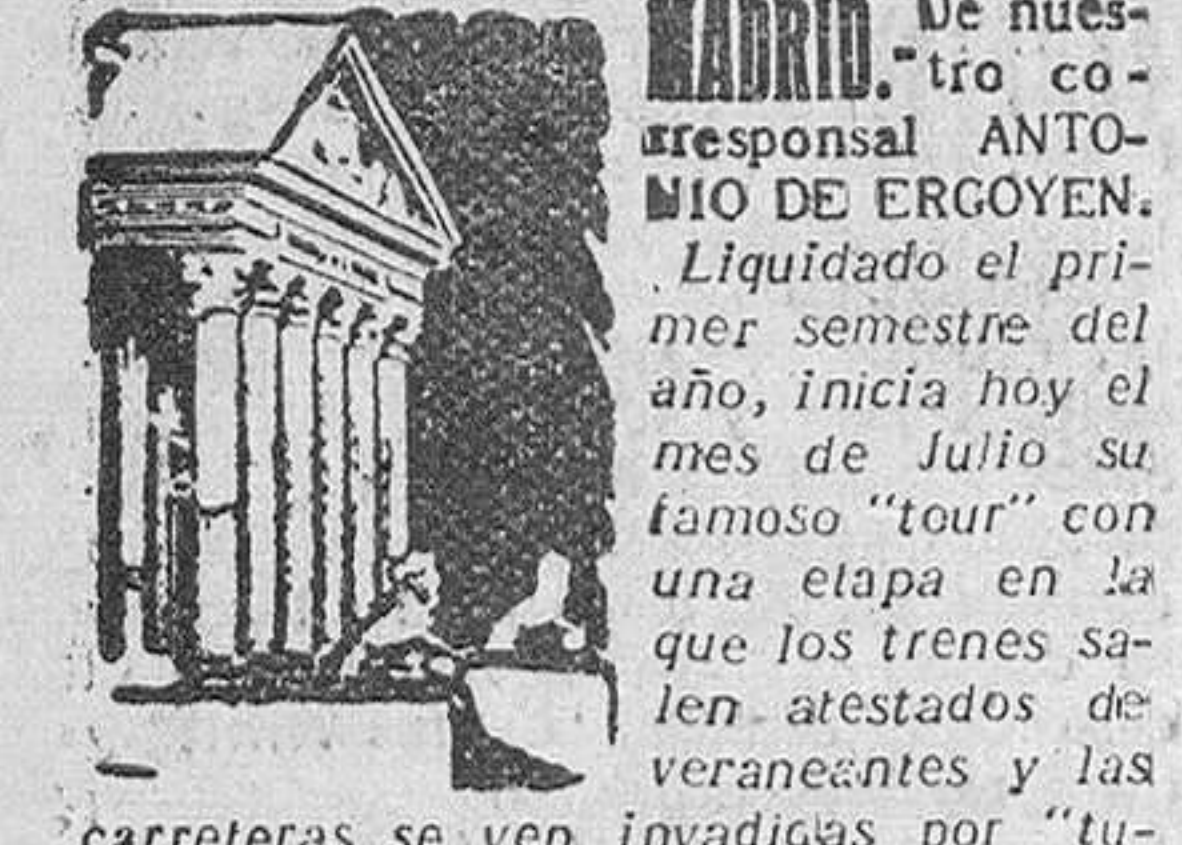 MADRID.- De nues-
tro co-
rresponsal ANTO-
NIO DE ERGOYEN.
Liquidado el pri-
mer semestre del
año, inicia hoy el
mes de Julio su
famoso “tour” con
una etapa en la
que los trenes sa-
len atestados de
veraneantes y las
carreteras se ven invadidas por “tu-